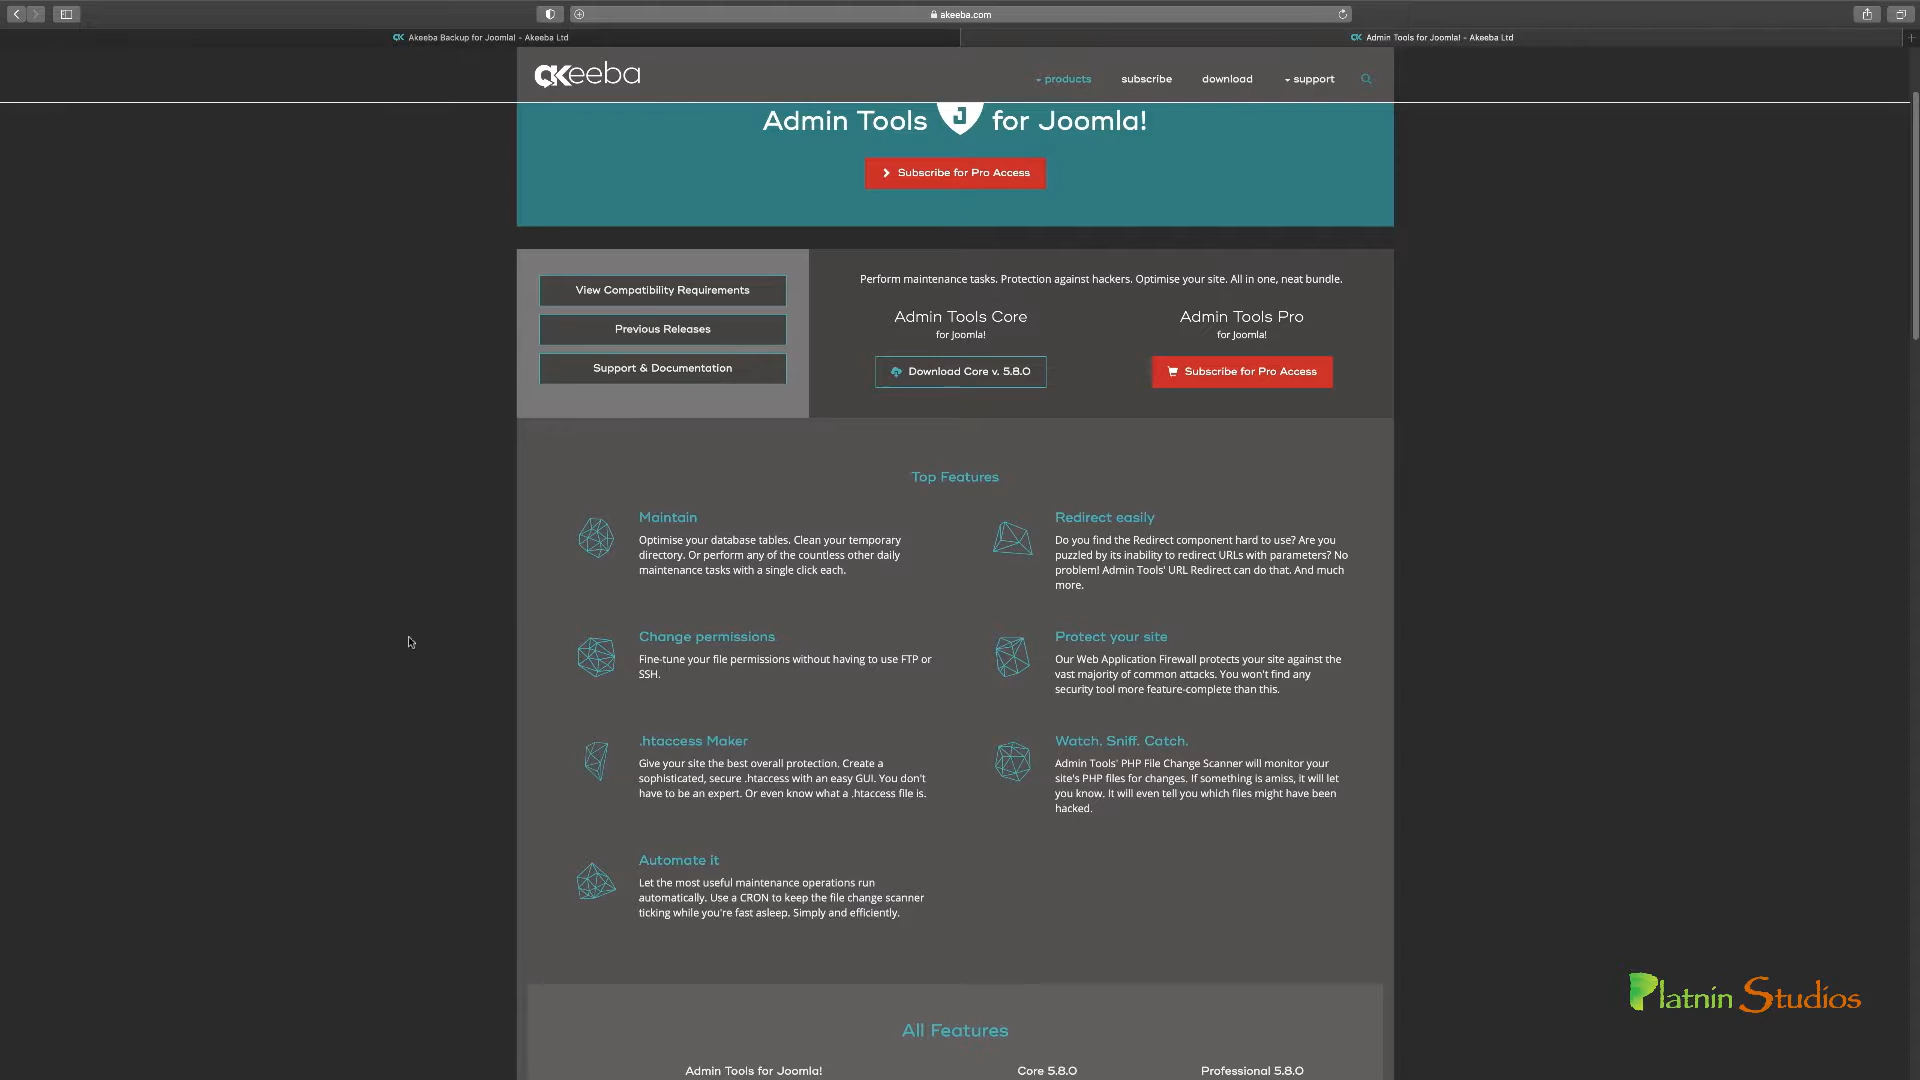 akeeba.com
Akeeba Backup for Joomla! - Akeeba Ltd
Admin Tools for Joomla! - Akeeba Ltd
akeeba
products
subscribe
download
support
Admin Tools for Joomla!
Subscribe for Pro Access
View Compatibility Requirements
Previous Releases
Support & Documentation
Perform maintenance tasks. Protection against hackers. Optimise your site. All in one, neat bundle.
Admin Tools Core
for Joomla!
Download Core v. 5.8.0
Admin Tools Pro
for Joomla!
Subscribe for Pro Access
Top Features
Maintain
Optimise your database tables. Clean your temporary
directory. Or perform any of the countless other daily
maintenance tasks with a single click each.
Redirect easily
Do you find the Redirect component hard to use? Are you
puzzled by its inability to redirect URLs with parameters? No
problem! Admin Tools' URL Redirect can do that. And much
more.
Change permissions
Fine-tune your file permissions without having to use FTP or
SSH.
Protect your site
Our Web Application Firewall protects your site against the
vast majority of common attacks. You won't find any
security tool more feature-complete than this.
.htaccess Maker
Give your site the best overall protection. Create a
sophisticated, secure .htaccess with an easy GUI. You don't
have to be an expert. Or even know what a .htaccess file is.
Watch. Sniff. Catch.
Admin Tools' PHP File Change Scanner will monitor your
site's PHP files for changes. If something is amiss, it will let
you know. It will even tell you which files might have been
hacked.
Automate it
Let the most useful maintenance operations run
automatically. Use a CRON to keep the file change scanner
ticking while you're fast asleep. Simply and efficiently.
Platnin Studios
All Features
Admin Tools for Joomla!
Core 5.8.0
Professional 5.8.0